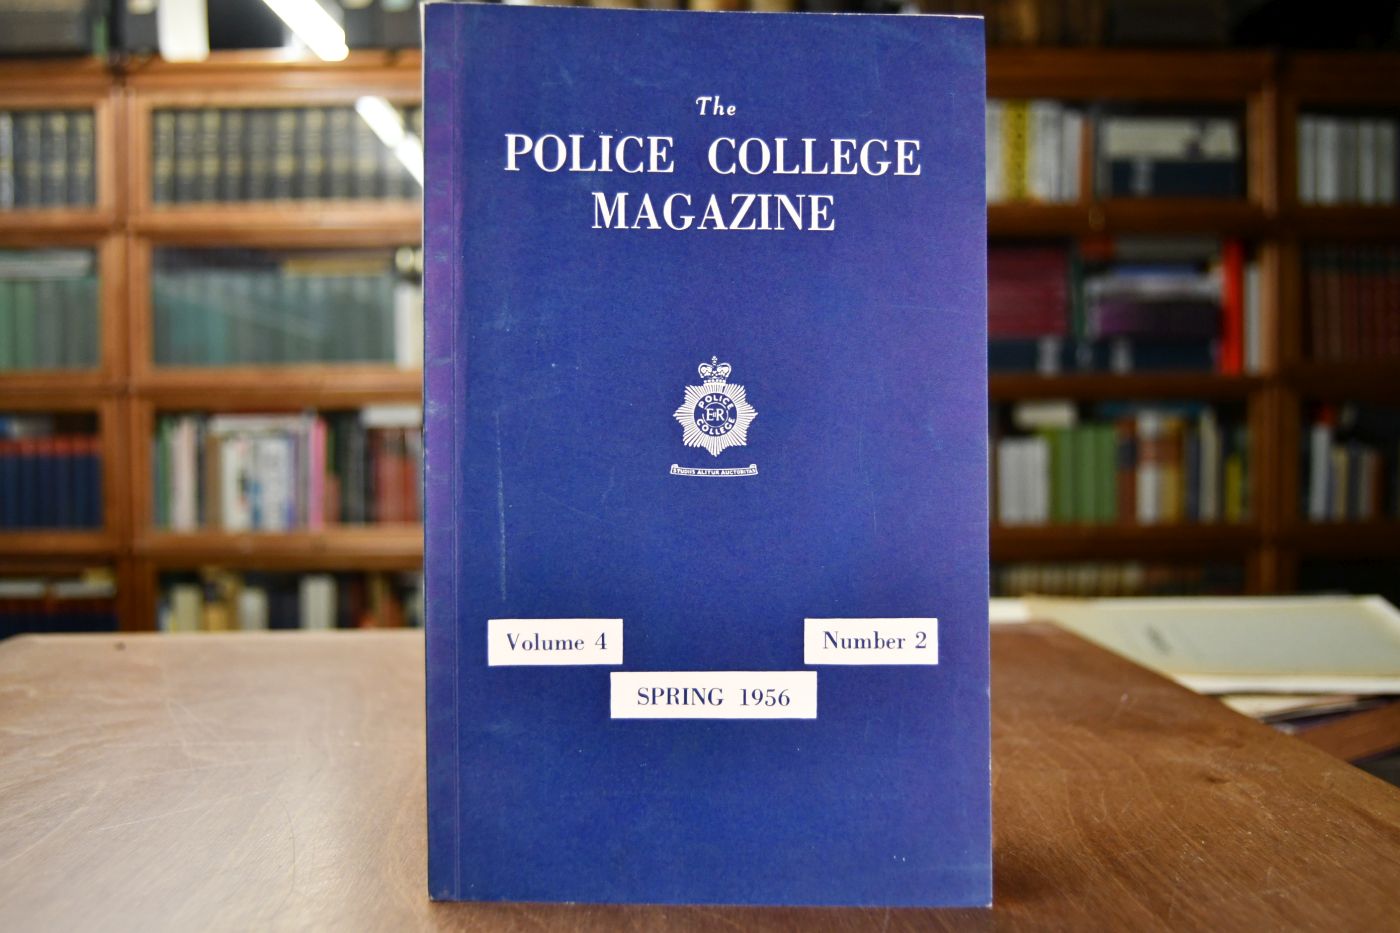 The
POLICE COLLEGE
MAGAZINE
POLICE
E R
COLLEGE
STUDIIS ALITUR AUCTORITAS
Volume 4
Number 2
SPRING 1956